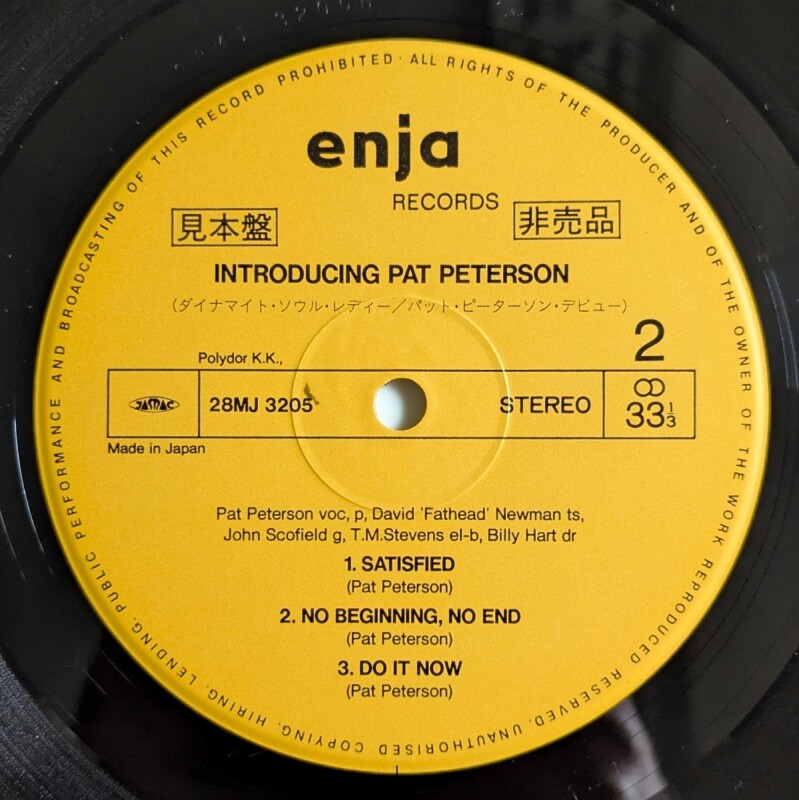 PUBLIC PERFORMANCE AND BROADCASTING OF THIS RECORD PROHIBITED · ALL RIGHTS OF THE PRODUCER AND OF THE OWNER OF THE WORK REPRODUCED RESERVED. UNAUTHORISED COPYING. HIRING. LENDING.
enja
RECORDS
見本盤 非売品
INTRODUCING PAT PETERSON
(ダイナマイト・ソウル・レディー/パット・ピーターソン・デビュー)
2
Polydor K.K.,
JASRAC 28MJ 3205 STEREO 33 1/3
Made in Japan
Pat Peterson voc, p, David 'Fathead' Newman ts,
John Scofield g, T.M.Stevens el-b, Billy Hart dr
1. SATISFIED
(Pat Peterson)
2. NO BEGINNING, NO END
(Pat Peterson)
3. DO IT NOW
(Pat Peterson)